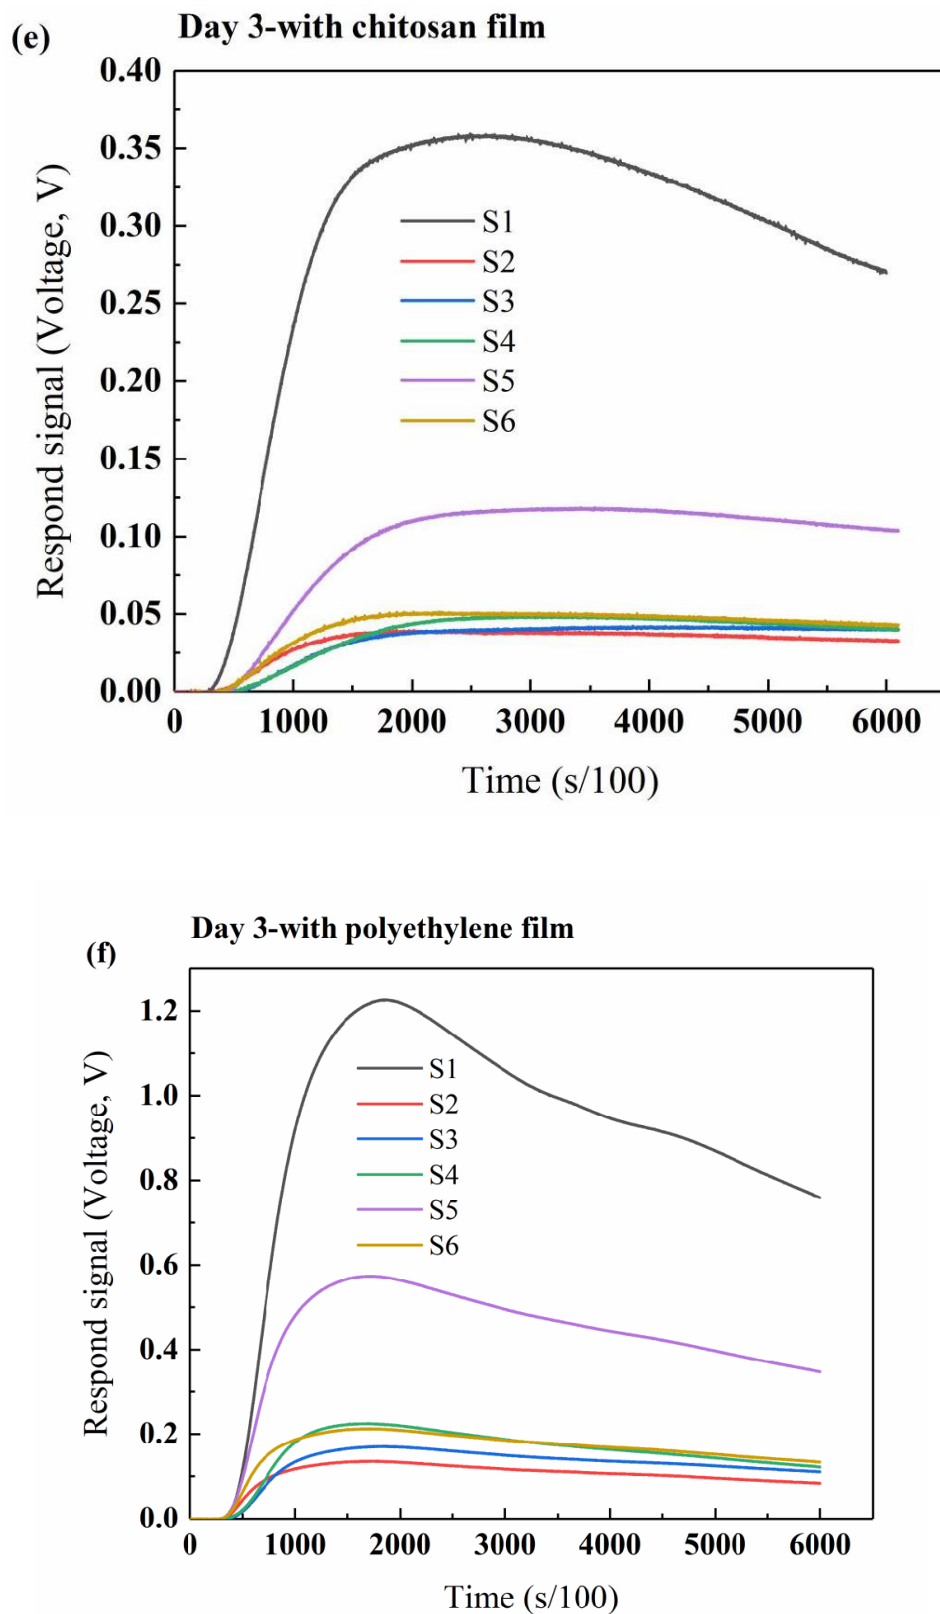 (e)
Day 3-with chitosan film
0.40
0.35
0.30
0.25
0.20
0.15
0.10
0.05
0.00
Respond signal (Voltage, V)
S1
S2
S3
S4
S5
S6
0 1000 2000 3000 4000 5000 6000
Time (s/100)
Day 3-with polyethylene film
(f)
1.2
1.0
0.8
0.6
0.4
0.2
0.0
Respond signal (Voltage, V)
S1
S2
S3
S4
S5
S6
0 1000 2000 3000 4000 5000 6000
Time (s/100)